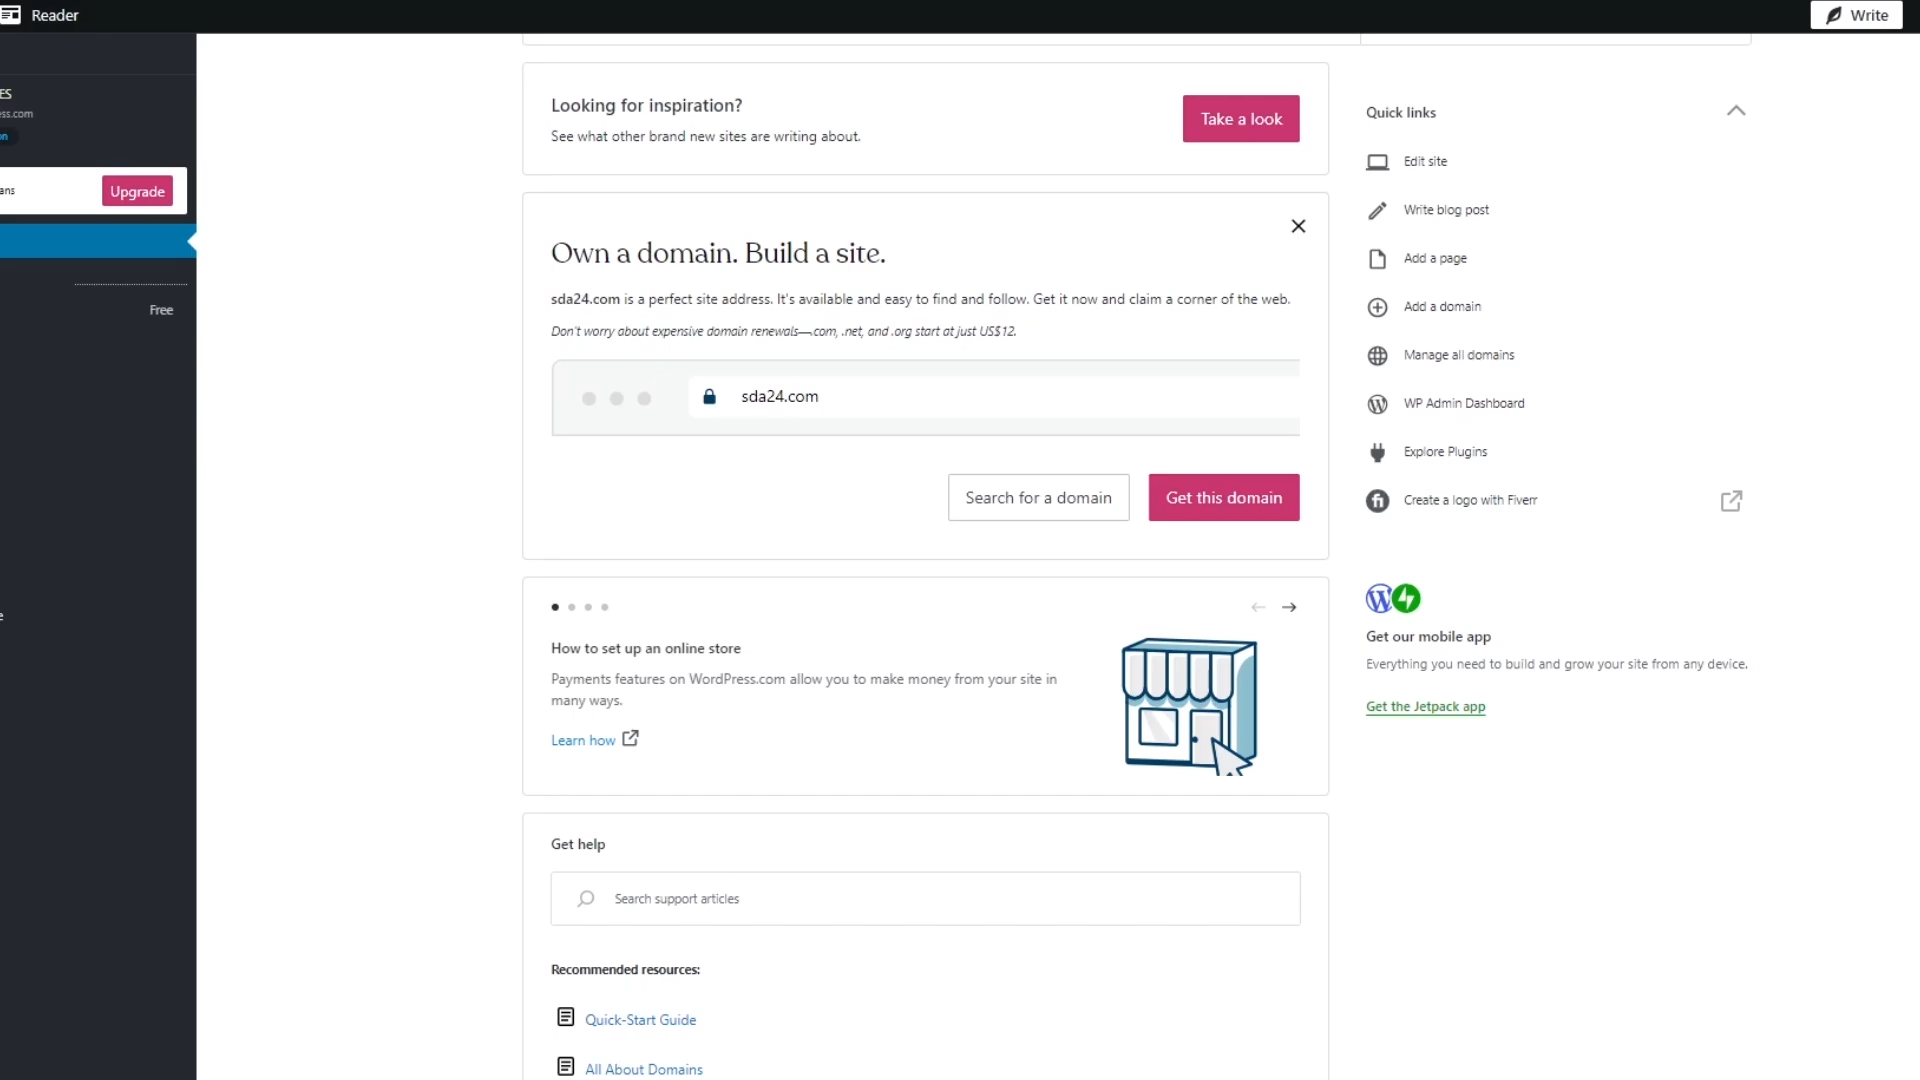 Reader
Write
ES
ess.com
on
ans
Upgrade
Free
e
Looking for inspiration?
See what other brand new sites are writing about.
Take a look
Own a domain. Build a site.
sda24.com is a perfect site address. It's available and easy to find and follow. Get it now and claim a corner of the web.
Don't worry about expensive domain renewals—.com, .net, and .org start at just US$12.
sda24.com
Search for a domain
Get this domain
How to set up an online store
Payments features on WordPress.com allow you to make money from your site in
many ways.
Learn how
Get help
Search support articles
Recommended resources:
Quick-Start Guide
All About Domains
Quick links
Edit site
Write blog post
Add a page
Add a domain
Manage all domains
WP Admin Dashboard
Explore Plugins
fi
Create a logo with Fiverr
Get our mobile app
Everything you need to build and grow your site from any device.
Get the Jetpack app